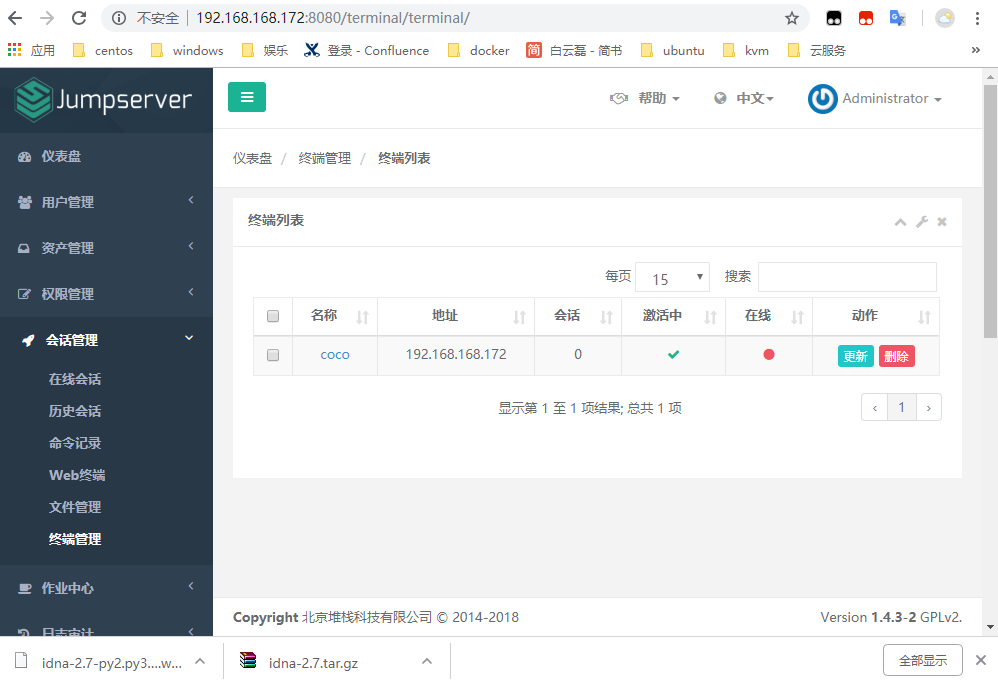 不安全 192.168.168.172:8080/terminal/terminal/
应用 centos windows 娱乐 登录 - Confluence docker 简 白云磊 - 简书 ubuntu kvm 云服务 »
Jumpserver
帮助 中文 Administrator
仪表盘
用户管理
资产管理
权限管理
会话管理
在线会话
历史会话
命令记录
Web终端
文件管理
终端管理
作业中心
日志审计
仪表盘 / 终端管理 / 终端列表
终端列表
每页 15 搜索
名称 地址 会话 激活中 在线 动作
coco 192.168.168.172 0 更新 删除
显示第 1 至 1 项结果; 总共 1 项
‹ 1 ›
Copyright 北京堆栈科技有限公司 © 2014-2018 Version 1.4.3-2 GPLv2.
idna-2.7-py2.py3....w... idna-2.7.tar.gz 全部显示